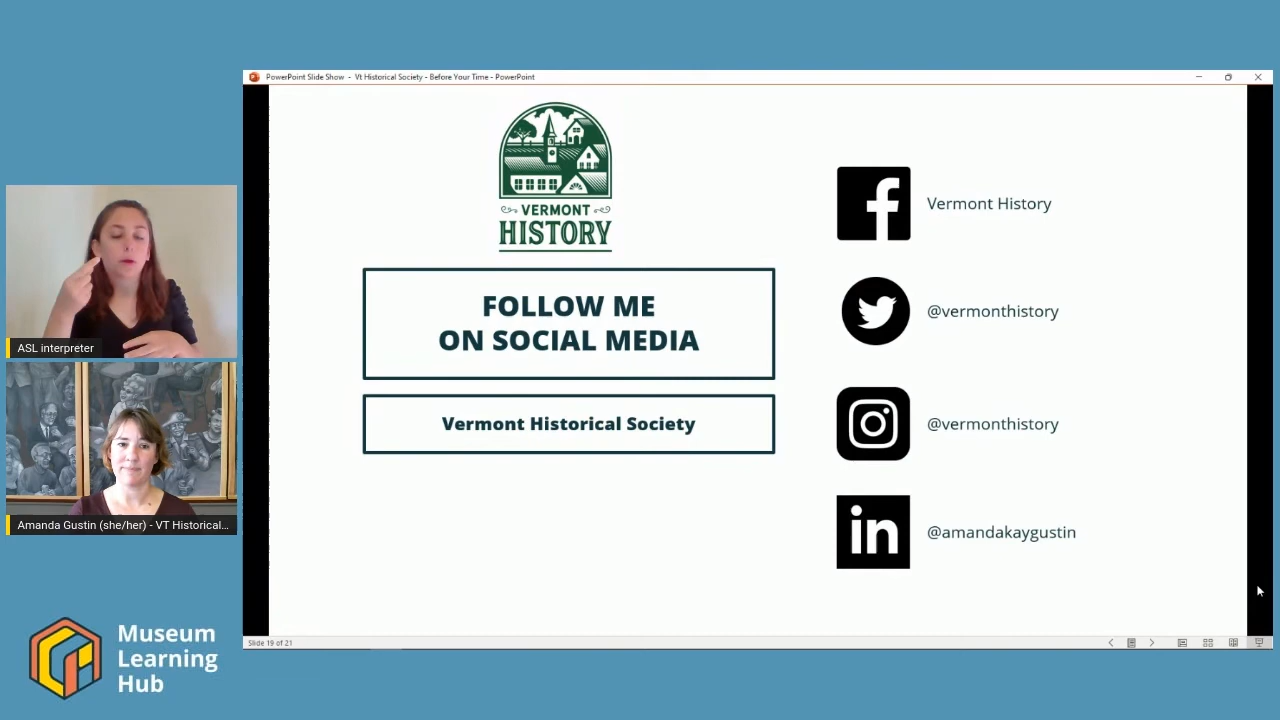 PowerPoint Slide Show - Vt Historical Society - Before Your Time - PowerPoint
VERMONT
HISTORY
FOLLOW ME
ON SOCIAL MEDIA
Vermont Historical Society
Vermont History
@vermonthistory
@vermonthistory
in
@amandakaygustin
ASL interpreter
Amanda Gustin (she/her) - VT Historical...
Slide 19 of 21
Museum
Learning
Hub